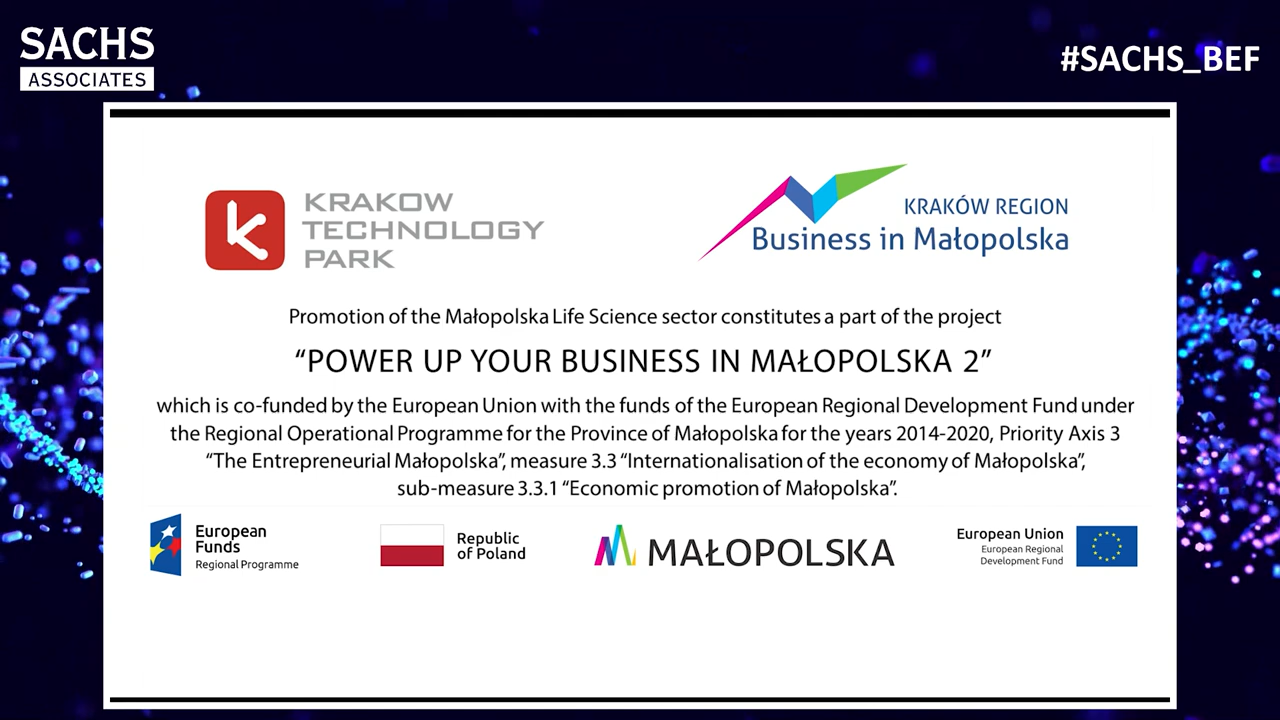 SACHS
ASSOCIATES
#SACHS_BEF
KRAKOW
TECHNOLOGY
PARK
KRAKÓW REGION
Business in Małopolska
Promotion of the Małopolska Life Science sector constitutes a part of the project
“POWER UP YOUR BUSINESS IN MAŁOPOLSKA 2”
which is co-funded by the European Union with the funds of the European Regional Development Fund under
the Regional Operational Programme for the Province of Małopolska for the years 2014-2020, Priority Axis 3
“The Entrepreneurial Małopolska”, measure 3.3 “Internationalisation of the economy of Małopolska”,
sub-measure 3.3.1 “Economic promotion of Małopolska”.
European
Funds
Regional Programme
Republic
of Poland
MAŁOPOLSKA
European Union
European Regional
Development Fund